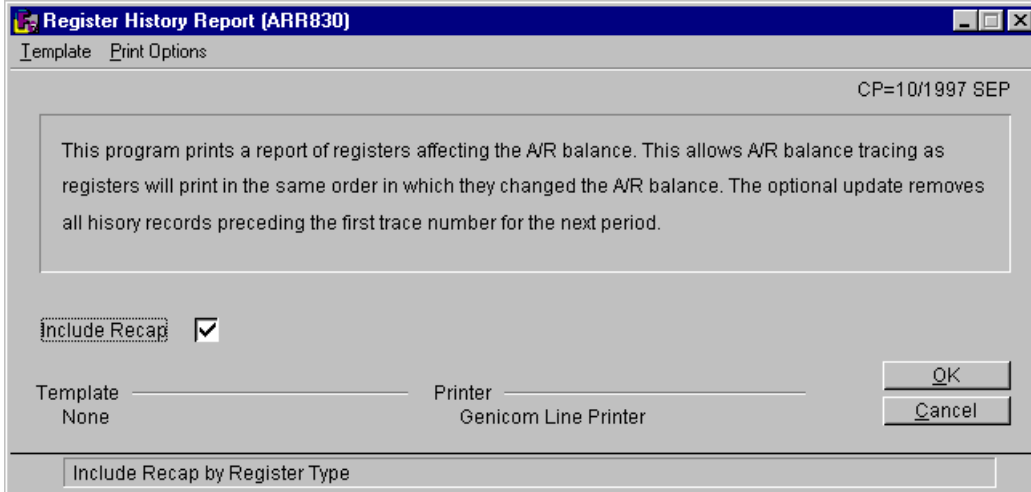 Register History Report (ARR830)
Template Print Options
CP=10/1997 SEP
This program prints a report of registers affecting the A/R balance. This allows A/R balance tracing as
registers will print in the same order in which they changed the A/R balance. The optional update removes
all hisory records preceding the first trace number for the next period.
Include Recap
Template
None
Printer
Genicom Line Printer
OK
Cancel
Include Recap by Register Type